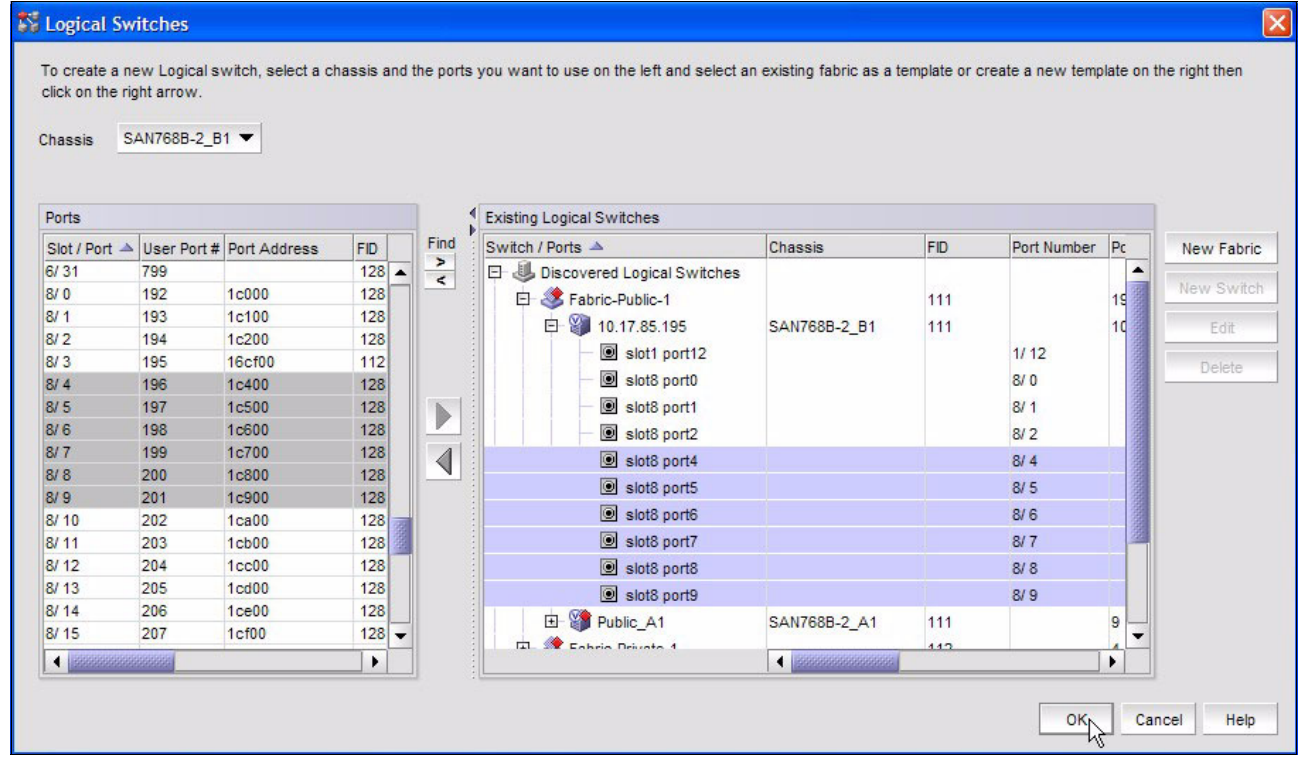 Logical Switches
To create a new Logical switch, select a chassis and the ports you want to use on the left and select an existing fabric as a template or create a new template on the right then
click on the right arrow.
Chassis SAN768B-2_B1
Ports
Slot / Port User Port # Port Address FID
6/ 31 799 128
8/ 0 192 1c000 128
8/ 1 193 1c100 128
8/ 2 194 1c200 128
8/ 3 195 16cf00 112
8/ 4 196 1c400 128
8/ 5 197 1c500 128
8/ 6 198 1c600 128
8/ 7 199 1c700 128
8/ 8 200 1c800 128
8/ 9 201 1c900 128
8/ 10 202 1ca00 128
8/ 11 203 1cb00 128
8/ 12 204 1cc00 128
8/ 13 205 1cd00 128
8/ 14 206 1ce00 128
8/ 15 207 1cf00 128
Find
>
<
Existing Logical Switches
Switch / Ports Chassis FID Port Number
Discovered Logical Switches
Fabric-Public-1 111 19
10.17.85.195 SAN768B-2_B1 111 10
slot1 port12 1/ 12
slot8 port0 8/ 0
slot8 port1 8/ 1
slot8 port2 8/ 2
slot8 port4 8/ 4
slot8 port5 8/ 5
slot8 port6 8/ 6
slot8 port7 8/ 7
slot8 port8 8/ 8
slot8 port9 8/ 9
Public_A1 SAN768B-2_A1 111 9
Fabric-Private-1 112
New Fabric
New Switch
Edit
Delete
OK Cancel Help